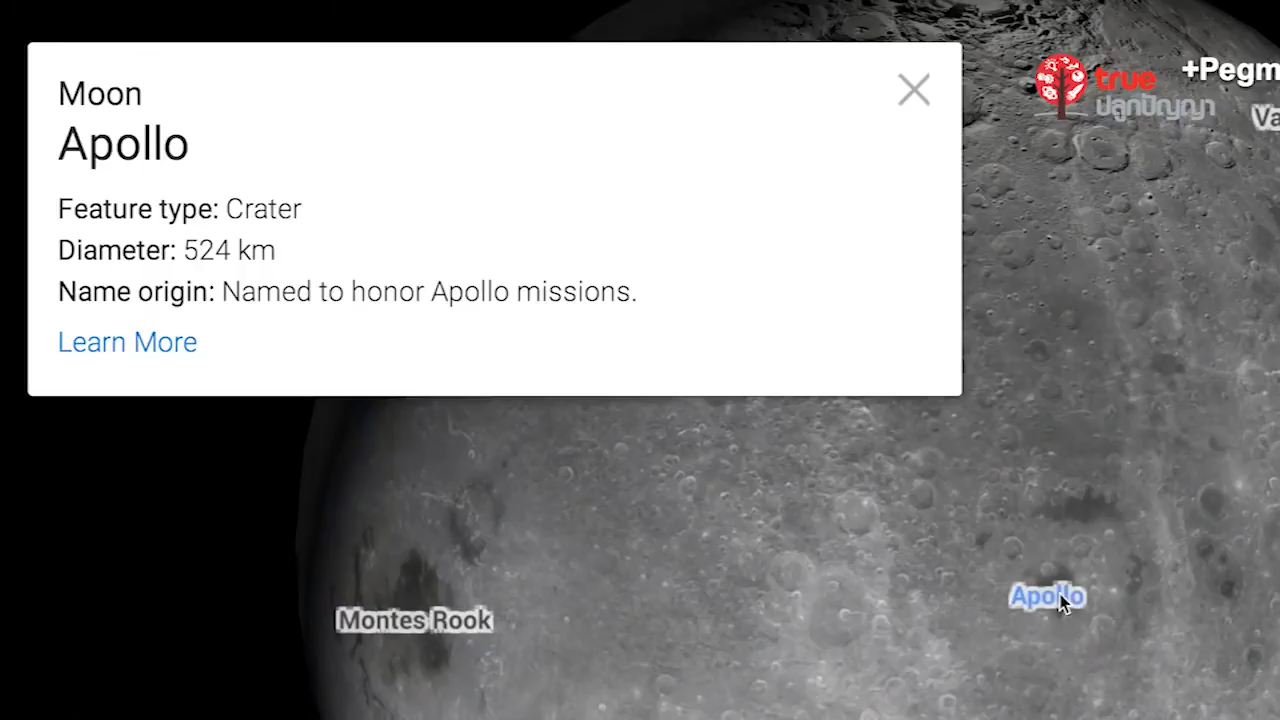 Moon
Apollo
Feature type: Crater
Diameter: 524 km
Name origin: Named to honor Apollo missions.
Learn More
true
ปลูกปัญญา
+Pegm
Va
Apollo
Montes Rook